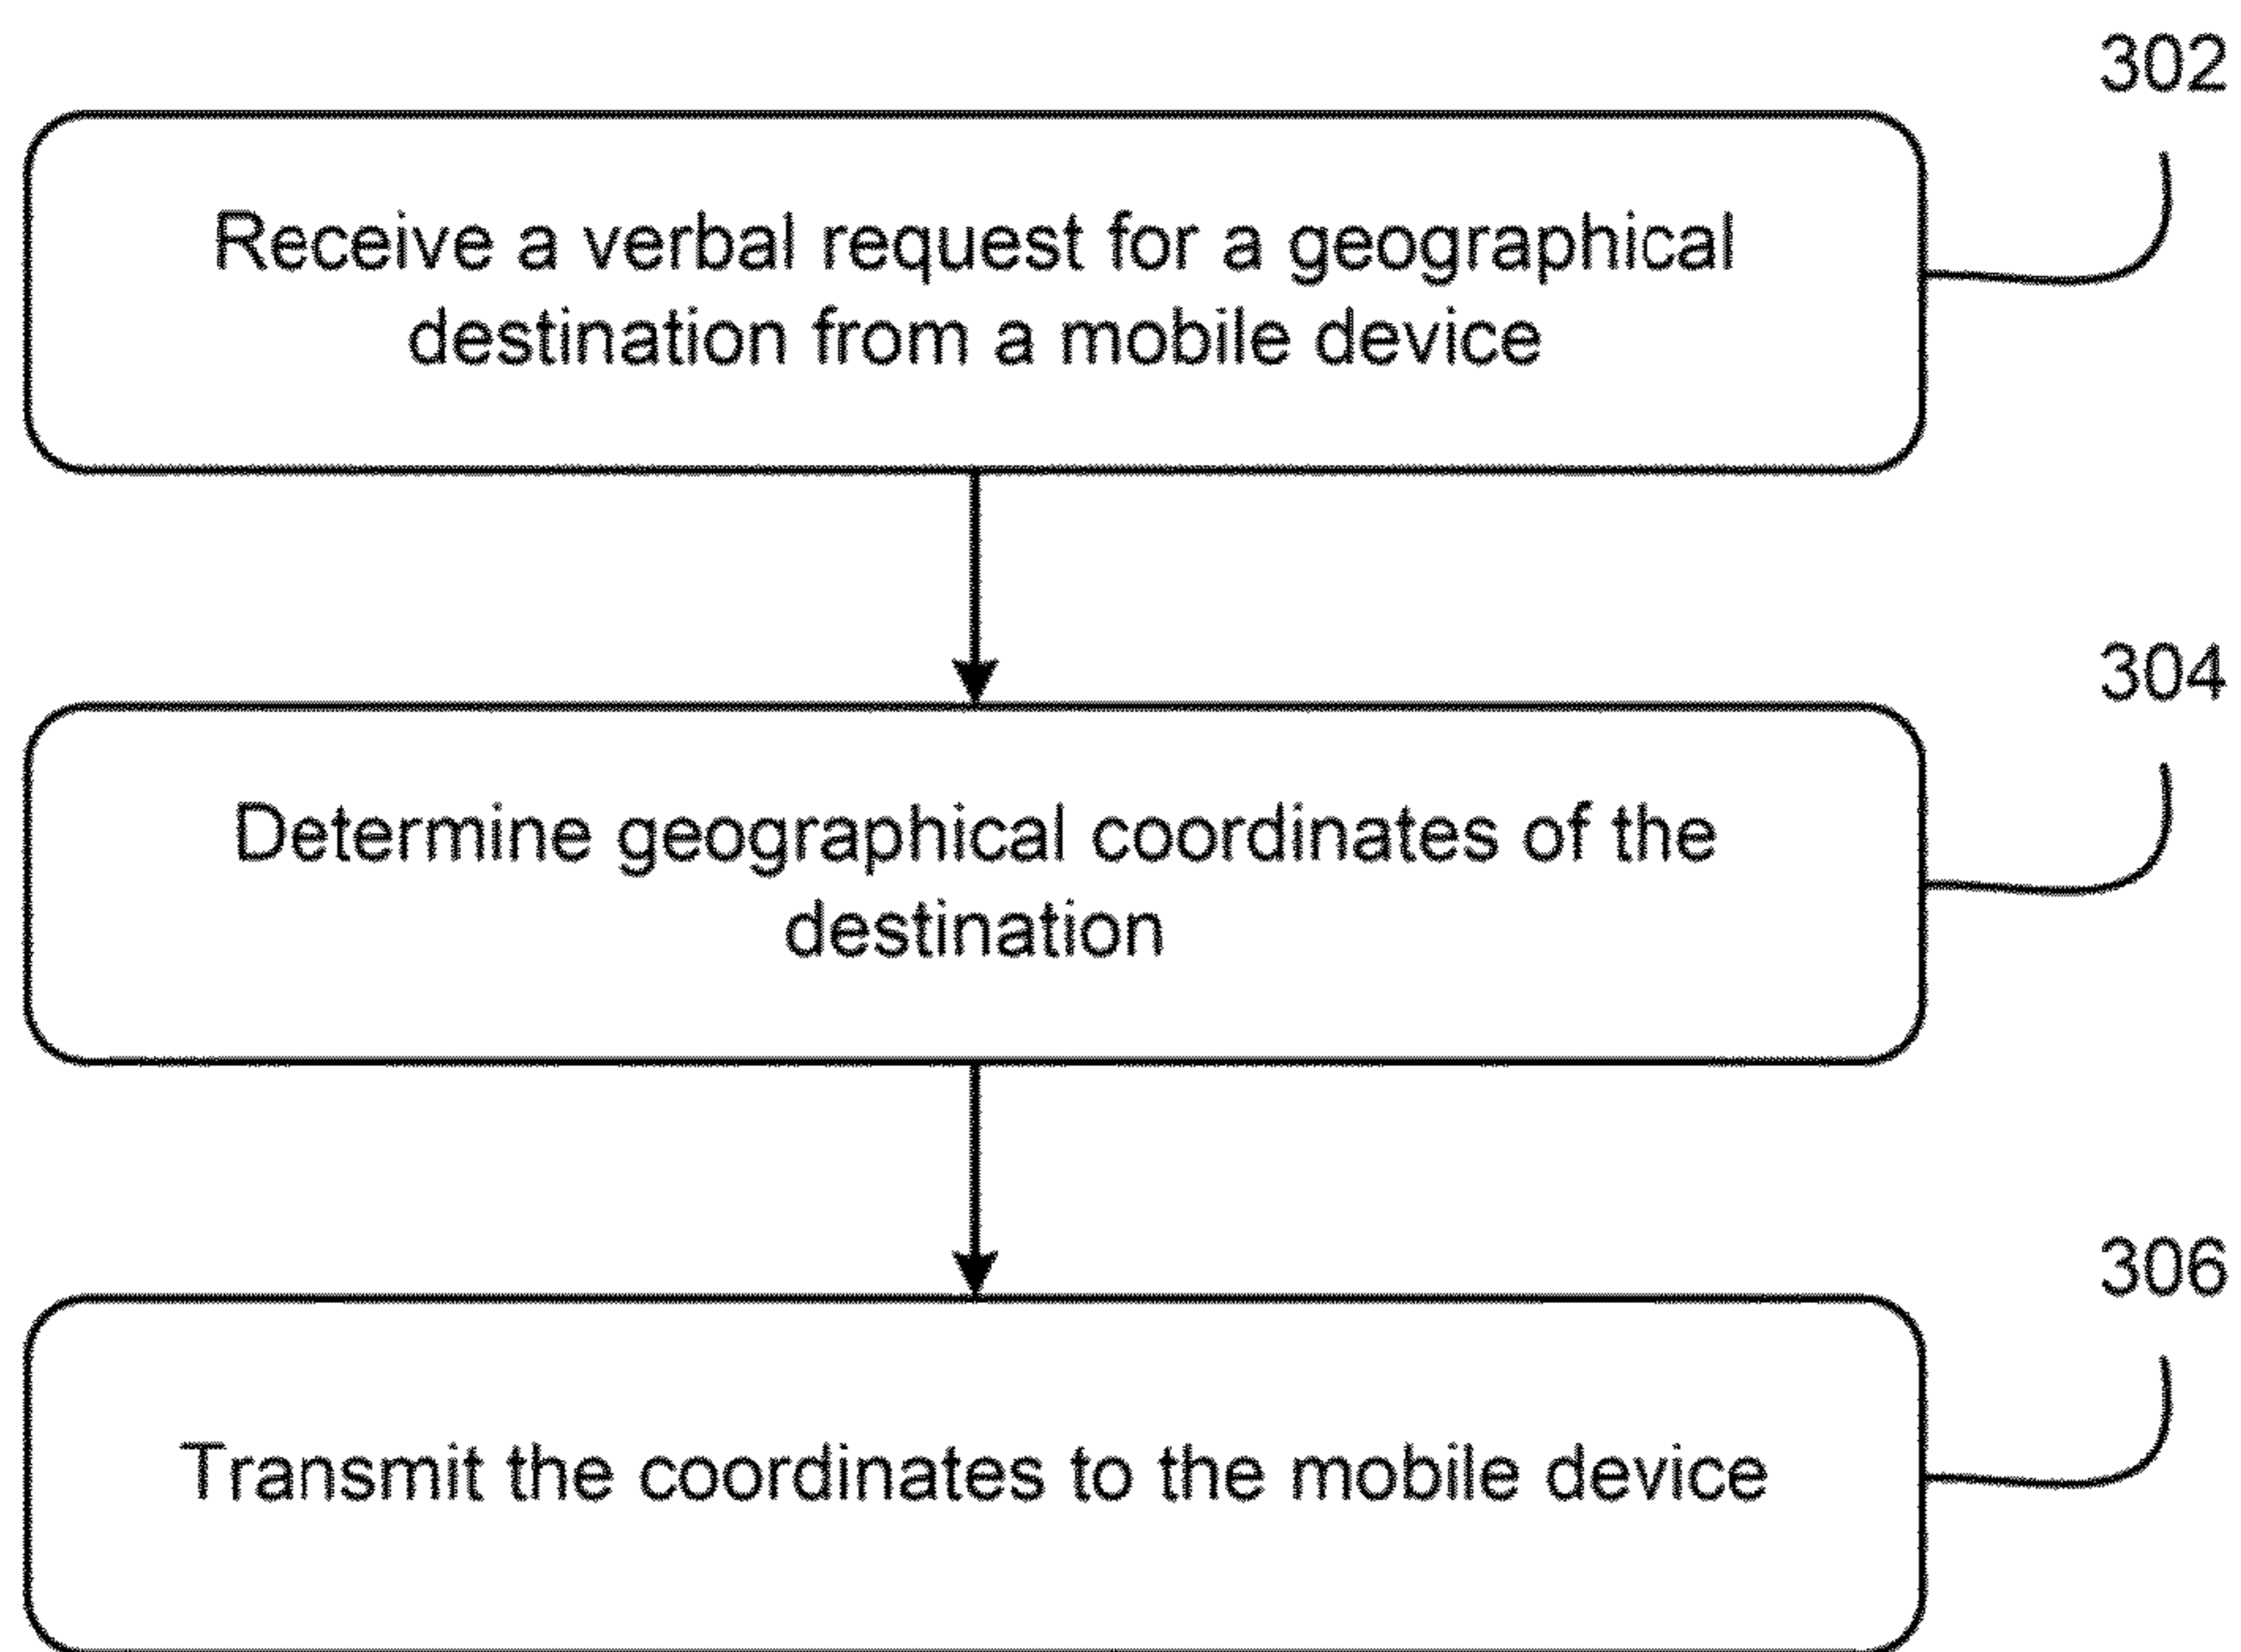 302
Receive a verbal request for a geographical
destination from a mobile device
304
Determine geographical coordinates of the
destination
306
Transmit the coordinates to the mobile device